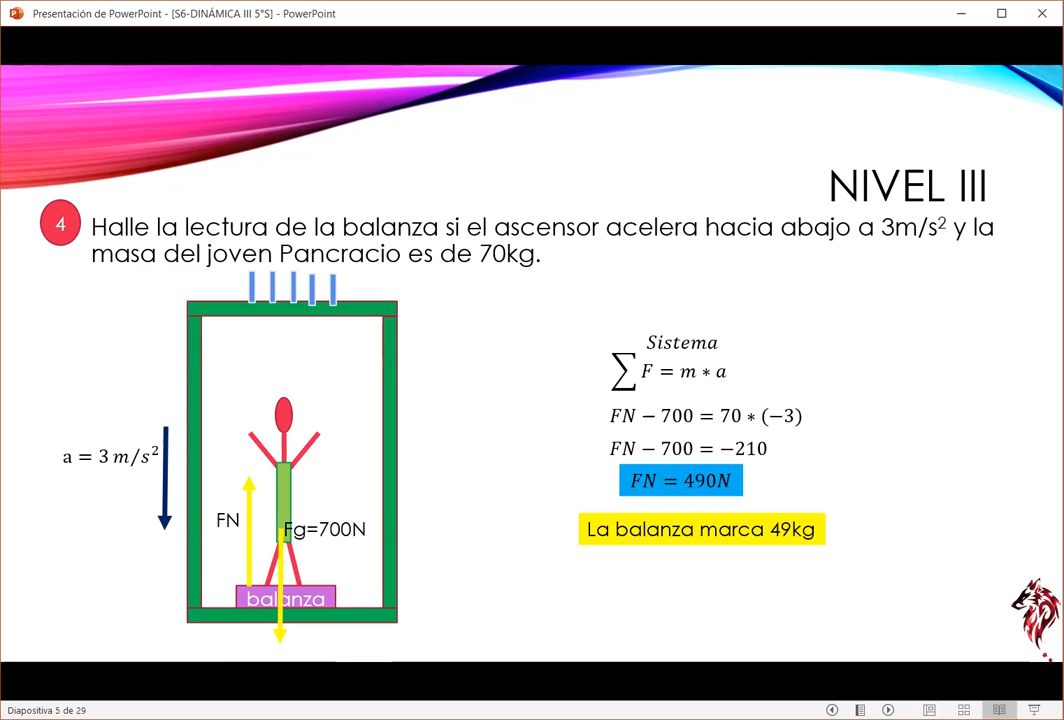 Presentación de PowerPoint - [S6-DINÁMICA III 5°S] - PowerPoint
NIVEL III
4
Halle la lectura de la balanza si el ascensor acelera hacia abajo a 3m/s² y la
masa del joven Pancracio es de 70kg.
Sistema
∑ F = m ∗ a
FN − 700 = 70 ∗ (−3)
FN − 700 = −210
FN = 490N
La balanza marca 49kg
a = 3 m/s²
FN
Fg=700N
balanza
Diapositiva 5 de 29